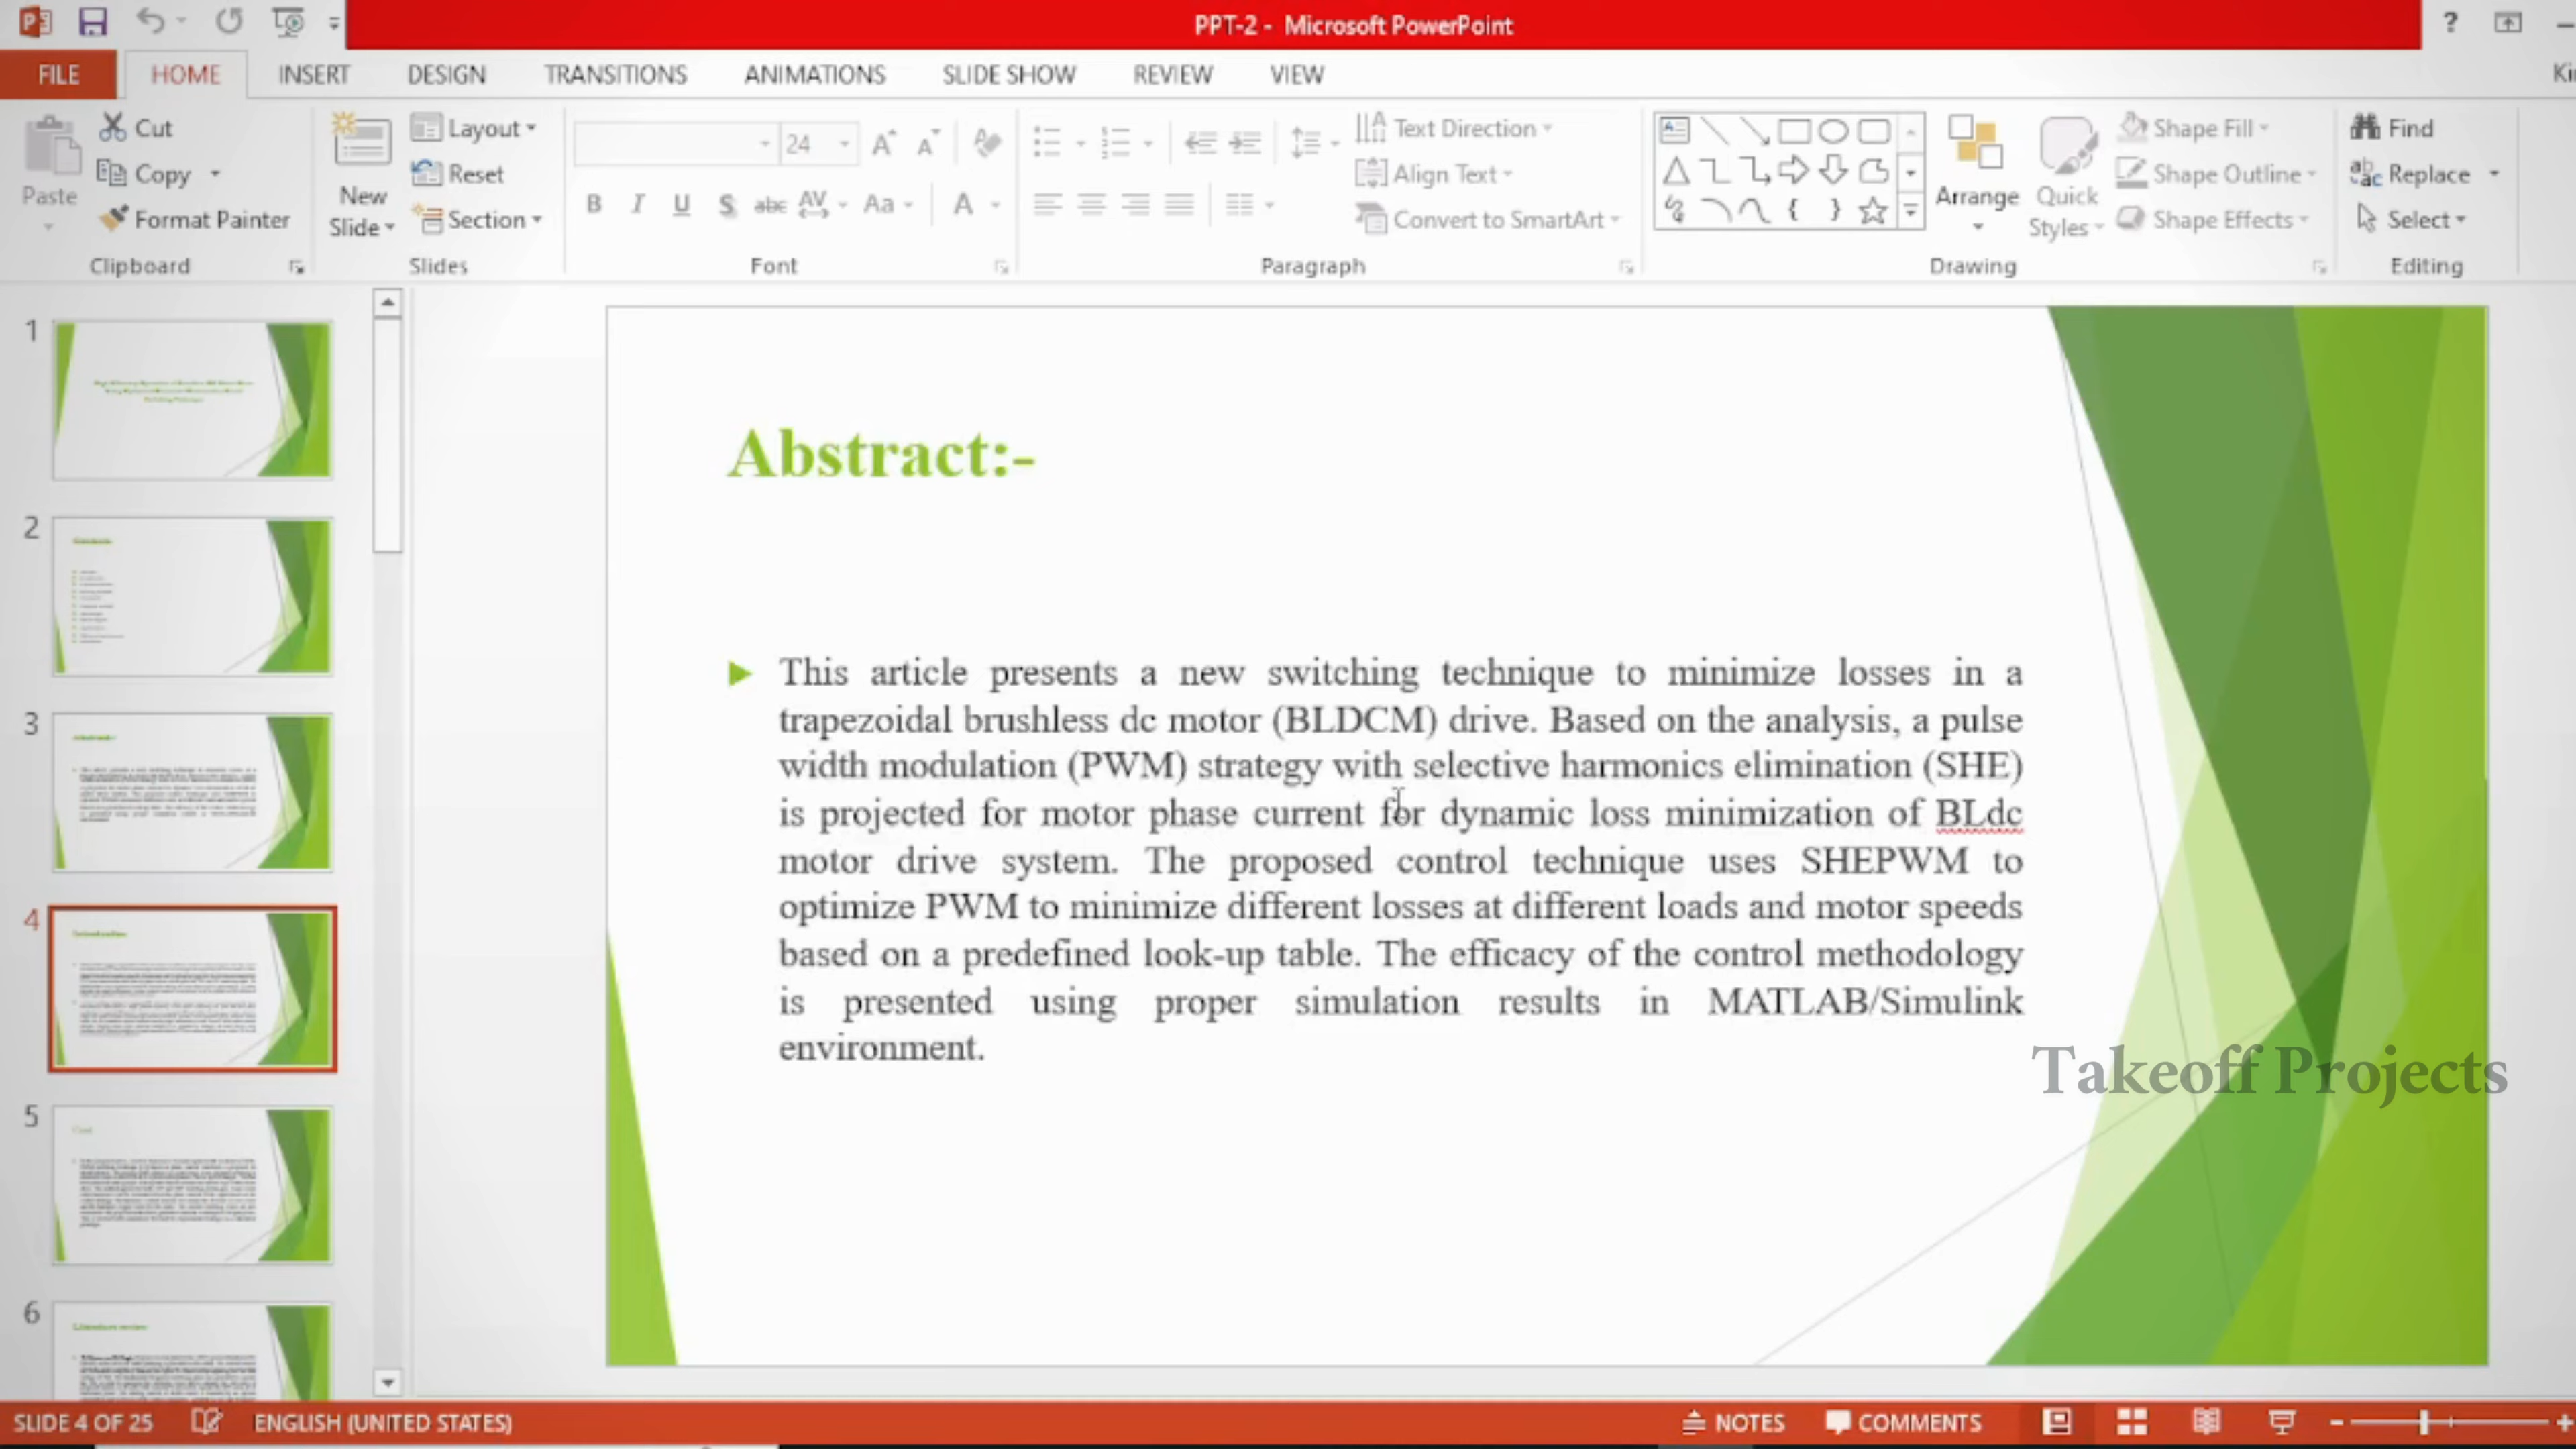 PPT-2 - Microsoft PowerPoint
FILE HOME INSERT DESIGN TRANSITIONS ANIMATIONS SLIDE SHOW REVIEW VIEW
Paste
Cut
Copy
Format Painter
Clipboard
New Slide
Layout
Reset
Section
Slides
24
Font
Text Direction
Align Text
Convert to SmartArt
Paragraph
Arrange
Quick Styles
Shape Fill
Shape Outline
Shape Effects
Drawing
Find
Replace
Select
Editing
1
2
3
4
5
6
Abstract:-
This article presents a new switching technique to minimize losses in a
trapezoidal brushless dc motor (BLDCM) drive. Based on the analysis, a pulse
width modulation (PWM) strategy with selective harmonics elimination (SHE)
is projected for motor phase current for dynamic loss minimization of BLdc
motor drive system. The proposed control technique uses SHEPWM to
optimize PWM to minimize different losses at different loads and motor speeds
based on a predefined look-up table. The efficacy of the control methodology
is presented using proper simulation results in MATLAB/Simulink
environment.
Takeoff Projects
SLIDE 4 OF 25 ENGLISH (UNITED STATES) NOTES COMMENTS